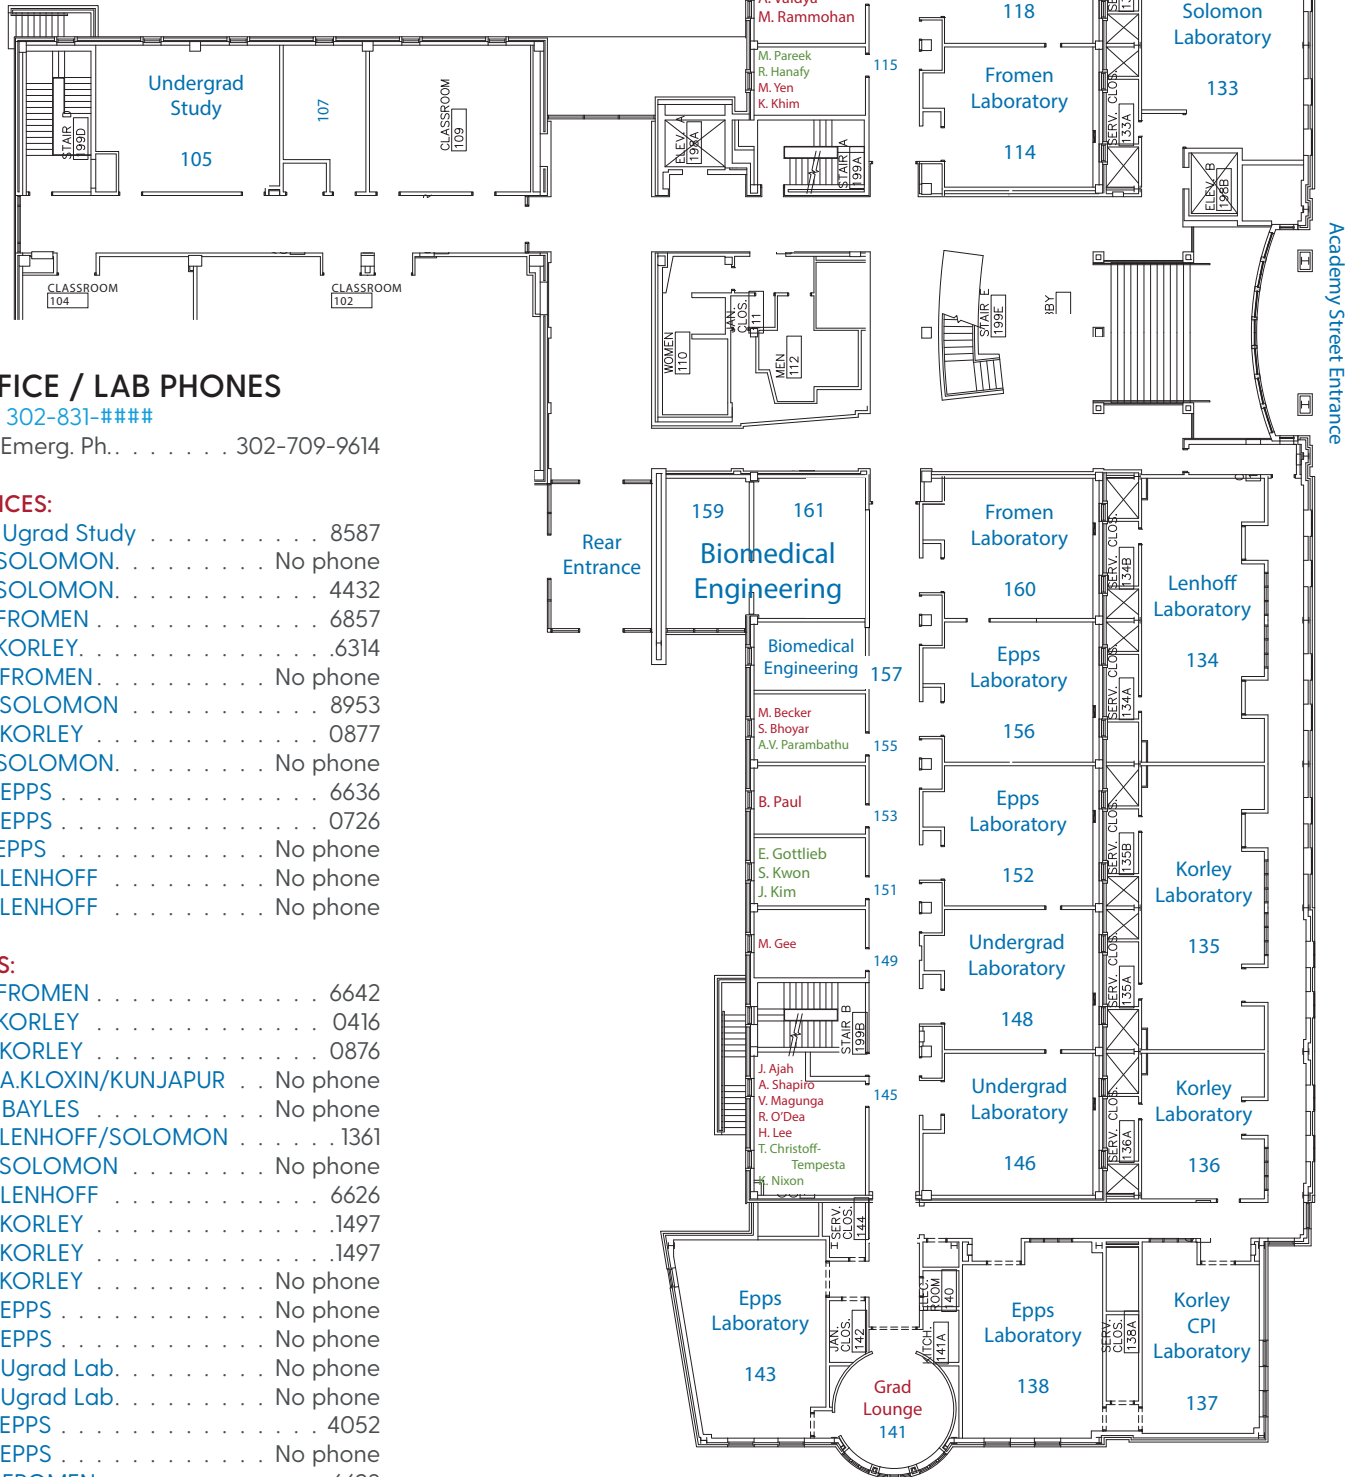 M. Rammohan
118
Solomon
Laboratory
133
M. Pareek
R. Hanafy
M. Yen
K. Khim
115
Fromen
Laboratory
114
SERV. CLOS.
133A
Undergrad
Study
105
107
CLASSROOM
109
STAIR D
199D
ELEV. A
198A
STAIR A
199A
ELEV. B
198B
Academy Street Entrance
CLASSROOM
104
CLASSROOM
102
WOMEN
110
JAN.
CLOS.
111
MEN
112
STAIR E
199E
BBY
FICE / LAB PHONES
302-831-####
Emerg. Ph.. . . . . . . 302-709-9614
ICES:
Ugrad Study . . . . . . . . . . . 8587
SOLOMON. . . . . . . . . . No phone
SOLOMON. . . . . . . . . . . . . 4432
FROMEN . . . . . . . . . . . . . . 6857
KORLEY. . . . . . . . . . . . . . .6314
FROMEN . . . . . . . . . . . No phone
SOLOMON . . . . . . . . . . . . 8953
KORLEY . . . . . . . . . . . . . . 0877
SOLOMON. . . . . . . . . . No phone
EPPS . . . . . . . . . . . . . . . . 6636
EPPS . . . . . . . . . . . . . . . . 0726
EPPS . . . . . . . . . . . . . No phone
LENHOFF . . . . . . . . . . No phone
LENHOFF . . . . . . . . . . No phone
S:
FROMEN . . . . . . . . . . . . . . 6642
KORLEY . . . . . . . . . . . . . . 0416
KORLEY . . . . . . . . . . . . . . 0876
A.KLOXIN/KUNJAPUR . . No phone
BAYLES . . . . . . . . . . . No phone
LENHOFF/SOLOMON . . . . . . 1361
SOLOMON . . . . . . . . . No phone
LENHOFF . . . . . . . . . . . . . 6626
KORLEY . . . . . . . . . . . . . . .1497
KORLEY . . . . . . . . . . . . . . .1497
KORLEY . . . . . . . . . . . No phone
EPPS . . . . . . . . . . . . . No phone
EPPS . . . . . . . . . . . . . No phone
Ugrad Lab. . . . . . . . . . No phone
Ugrad Lab. . . . . . . . . . No phone
EPPS . . . . . . . . . . . . . . . . 4052
EPPS . . . . . . . . . . . . . No phone
Rear
Entrance
159
161
Biomedical
Engineering
Biomedical
Engineering
157
M. Becker
S. Bhoyar
A.V. Parambathu
155
B. Paul
153
E. Gottlieb
S. Kwon
J. Kim
151
M. Gee
149
STAIR B
199B
J. Ajah
A. Shapiro
V. Magunga
R. O'Dea
H. Lee
T. Christoff-
Tempesta
K. Nixon
145
Fromen
Laboratory
160
Epps
Laboratory
156
Epps
Laboratory
152
Undergrad
Laboratory
148
Undergrad
Laboratory
146
SERV. CLOS.
134B
SERV. CLOS.
134A
SERV. CLOS.
135B
SERV. CLOS.
135A
SERV. CLOS.
136A
Lenhoff
Laboratory
134
Korley
Laboratory
135
Korley
Laboratory
136
SERV.
CLOS.
144
JAN.
CLOS.
142
ROOM
140
141A
Epps
Laboratory
143
Grad
Lounge
141
Epps
Laboratory
138
SERV.
CLOS.
138A
Korley
CPI
Laboratory
137